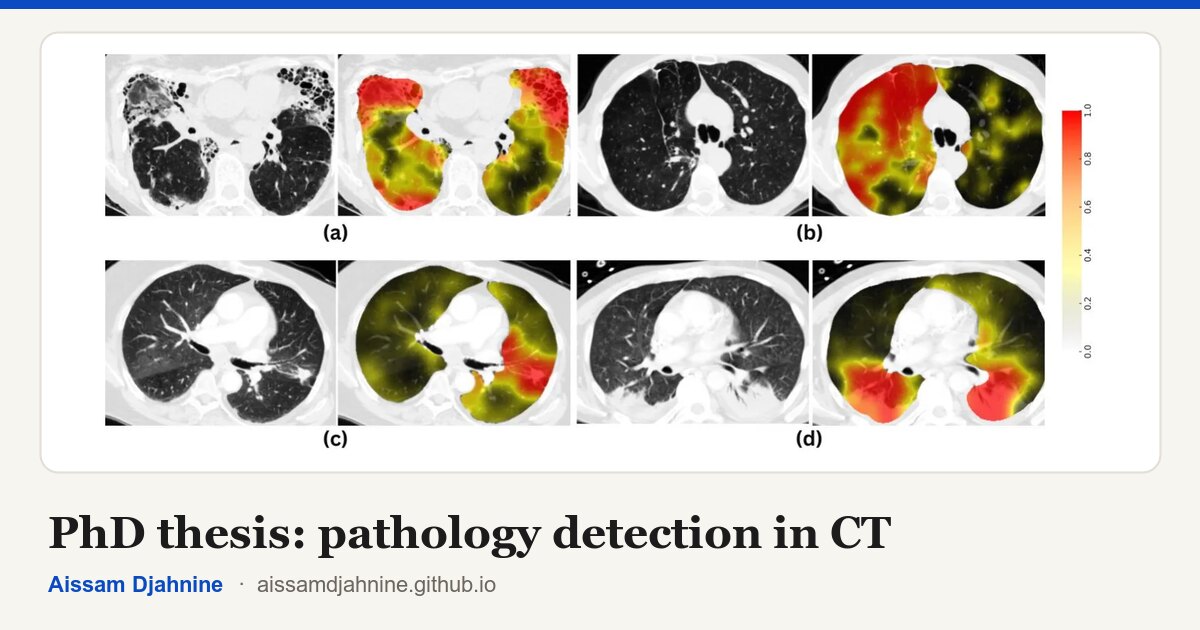 (a)
(b)
1.0
0.8
0.6
0.4
0.2
0.0
(c)
(d)
PhD thesis: pathology detection in CT
Aissam Djahnine · aissamdjahnine.github.io